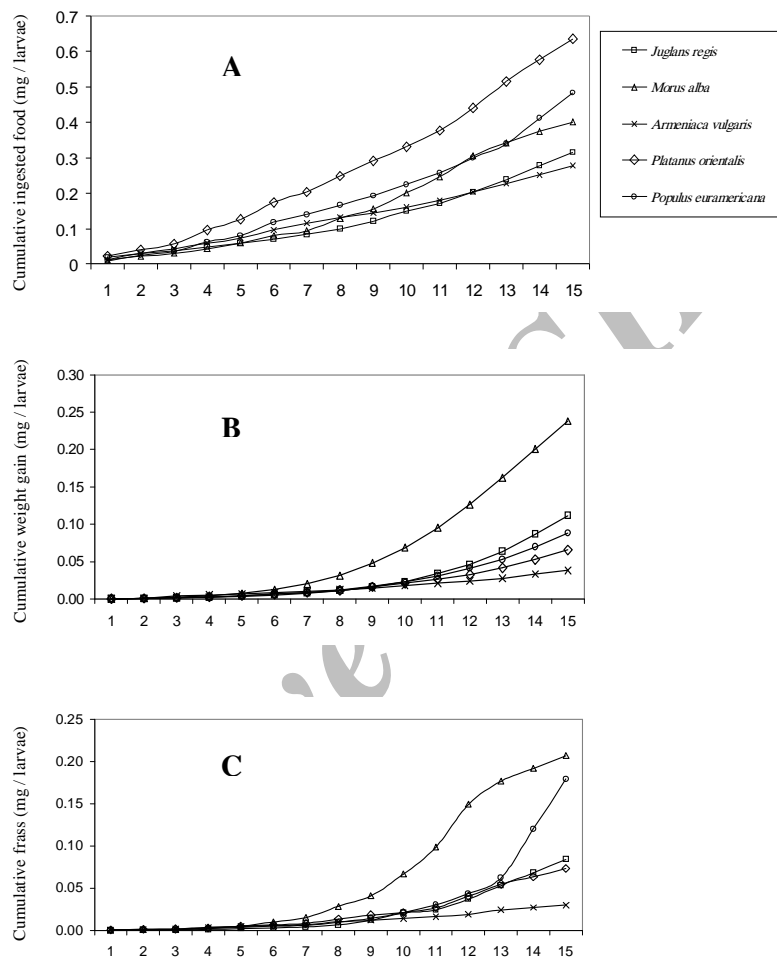 A
Cumulative ingested food (mg / larvae)
0.7
0.6
0.5
0.4
0.3
0.2
0.1
0
1 2 3 4 5 6 7 8 9 10 11 12 13 14 15
Juglans regis
Morus alba
Armeniaca vulgaris
Platanus orientalis
Populus euramericana
B
Cumulative weight gain (mg / larvae)
0.30
0.25
0.20
0.15
0.10
0.05
0.00
1 2 3 4 5 6 7 8 9 10 11 12 13 14 15
C
Cumulative frass (mg / larvae)
0.25
0.20
0.15
0.10
0.05
0.00
1 2 3 4 5 6 7 8 9 10 11 12 13 14 15